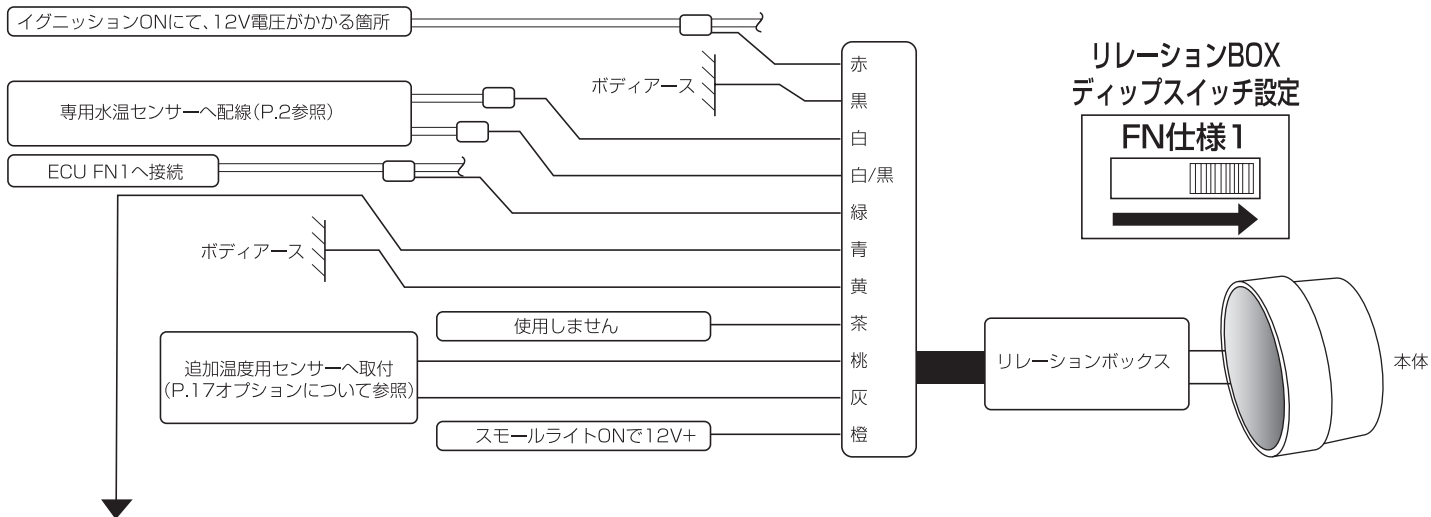 イグニッションONにて、12V電圧がかかる箇所
専用水温センサーへ配線(P.2参照)
ECU FN1へ接続
ボディアース
ボディアース
使用しません
追加温度用センサーへ取付
(P.17オプションについて参照)
スモールライトONで12V+
赤
黒
白
白/黒
緑
青
黄
茶
桃
灰
橙
リレーションBOX
ディップスイッチ設定
FN仕様1
リレーションボックス
本体